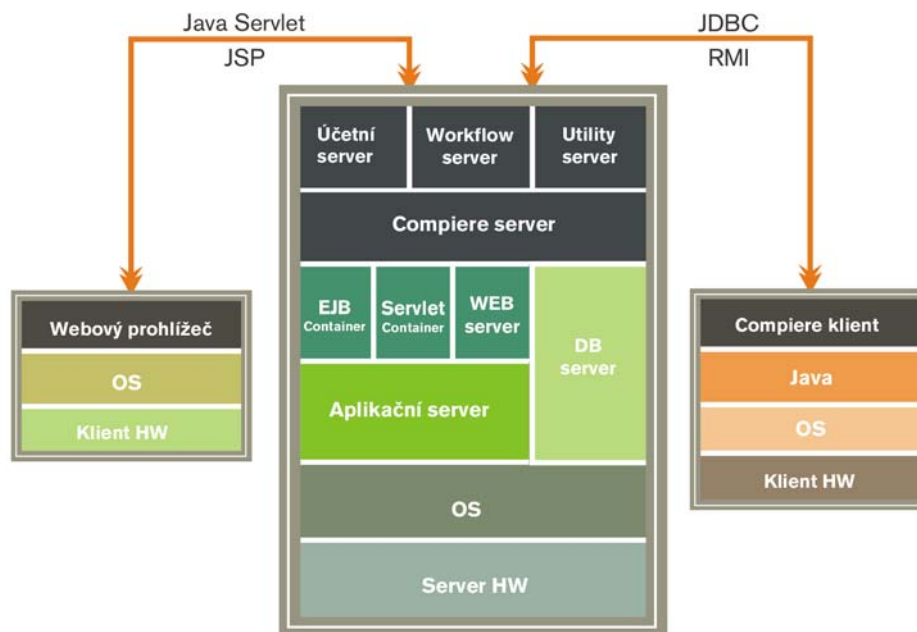 Java Servlet
JSP
JDBC
RMI
Účetní
server
Workflow
server
Utility
server
Compiere server
EJB
Container
Servlet
Container
WEB
server
DB
server
Aplikační server
OS
Server HW
Webový prohlížeč
OS
Klient HW
Compiere klient
Java
OS
Klient HW